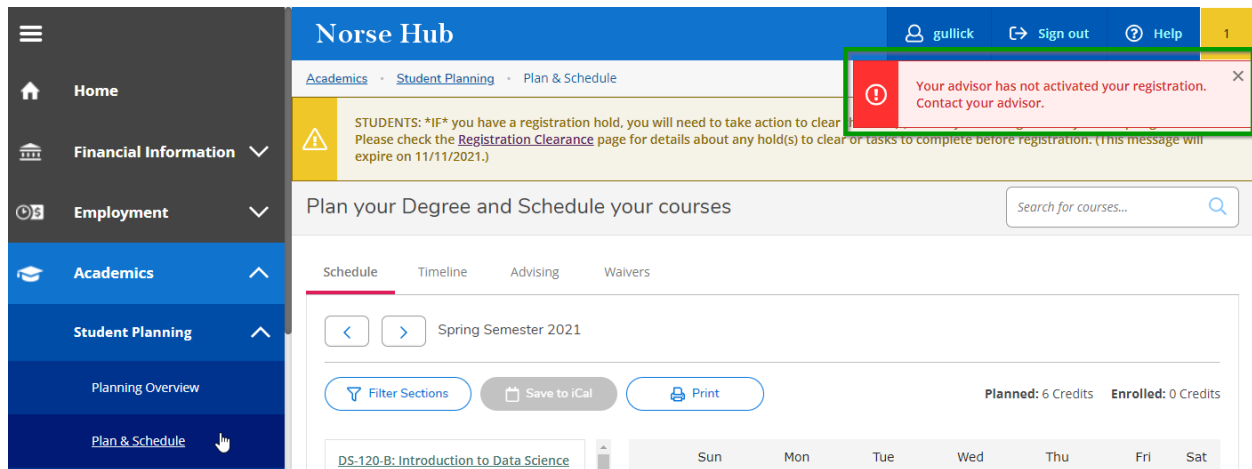 Norse Hub
gullick
Sign out
Help
1
Home
Financial Information
Employment
Academics
Student Planning
Planning Overview
Plan & Schedule
Academics
Student Planning
Plan & Schedule
Your advisor has not activated your registration.
Contact your advisor.
STUDENTS: *IF* you have a registration hold, you will need to take action to clear
Please check the Registration Clearance page for details about any hold(s) to clear or tasks to complete before registration. (This message will
expire on 11/11/2021.)
Plan your Degree and Schedule your courses
Search for courses...
Schedule
Timeline
Advising
Waivers
Spring Semester 2021
Filter Sections
Save to iCal
Print
Planned: 6 Credits
Enrolled: 0 Credits
DS-120-B: Introduction to Data Science
Sun Mon Tue Wed Thu Fri Sat